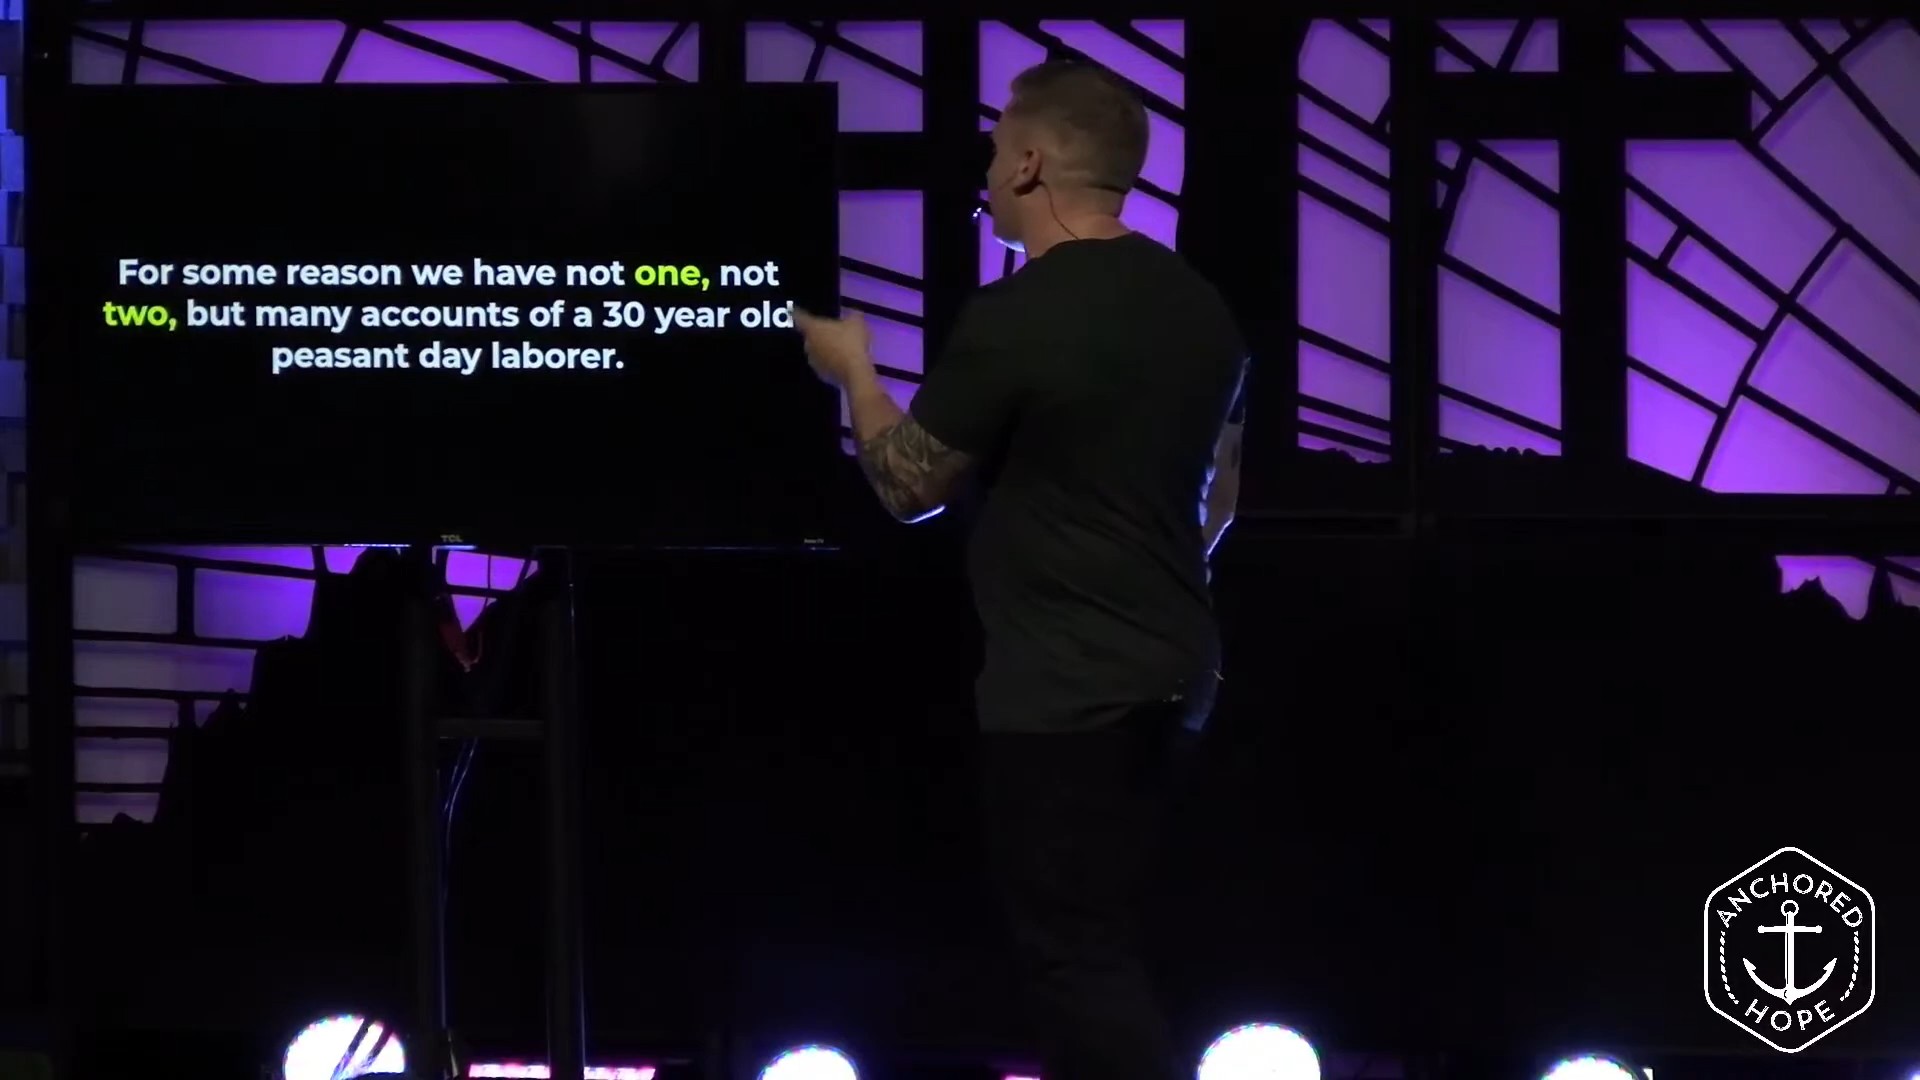 For some reason we have not one, not
two, but many accounts of a 30 year old
peasant day laborer.
TCL
ANCHORED
HOPE